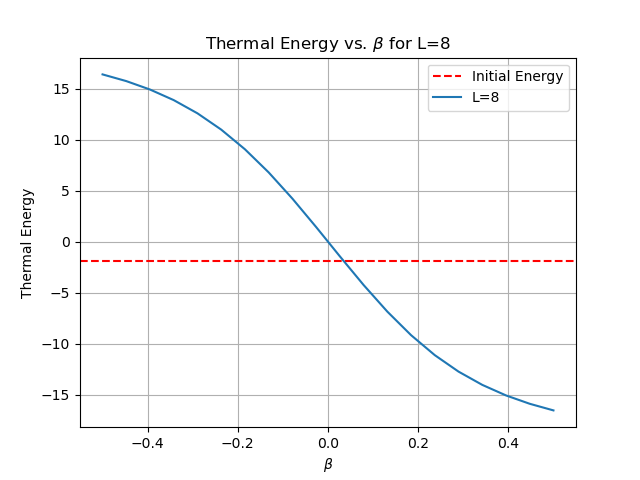 Thermal Energy vs. β for L=8
Initial Energy
L=8
Thermal Energy
15
10
5
0
−5
−10
−15
−0.4 −0.2 0.0 0.2 0.4
β